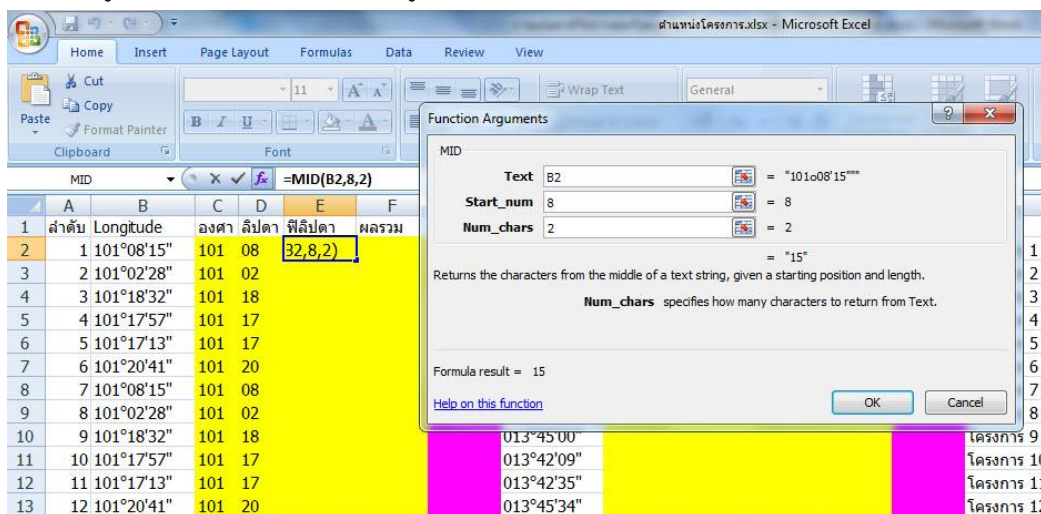 ตำแหน่งโครงการ.xlsx - Microsoft Excel
Home Insert Page Layout Formulas Data Review View
Cut
Copy
Format Painter
Paste
Clipboard
B I U
Font
11
A A
Wrap Text
General
MID
=MID(B2,8,2)
Function Arguments
MID
Text B2 = "101o08'15"""
Start_num 8 = 8
Num_chars 2 = 2
= "15"
Returns the characters from the middle of a text string, given a starting position and length.
Num_chars specifies how many characters to return from Text.
Formula result = 15
Help on this function
OK Cancel
A B C D E F
1 ลำดับ Longitude องศา ลิปดา ฟิลิปดา ผลรวม
2 1 101°08'15" 101 08 32,8,2) 1
3 2 101°02'28" 101 02 2
4 3 101°18'32" 101 18 3
5 4 101°17'57" 101 17 4
6 5 101°17'13" 101 17 5
7 6 101°20'41" 101 20 6
8 7 101°08'15" 101 08 7
9 8 101°02'28" 101 02 8
10 9 101°18'32" 101 18 013°45'00" โครงการ 9
11 10 101°17'57" 101 17 013°42'09" โครงการ 10
12 11 101°17'13" 101 17 013°42'35" โครงการ 11
13 12 101°20'41" 101 20 013°45'34" โครงการ 12